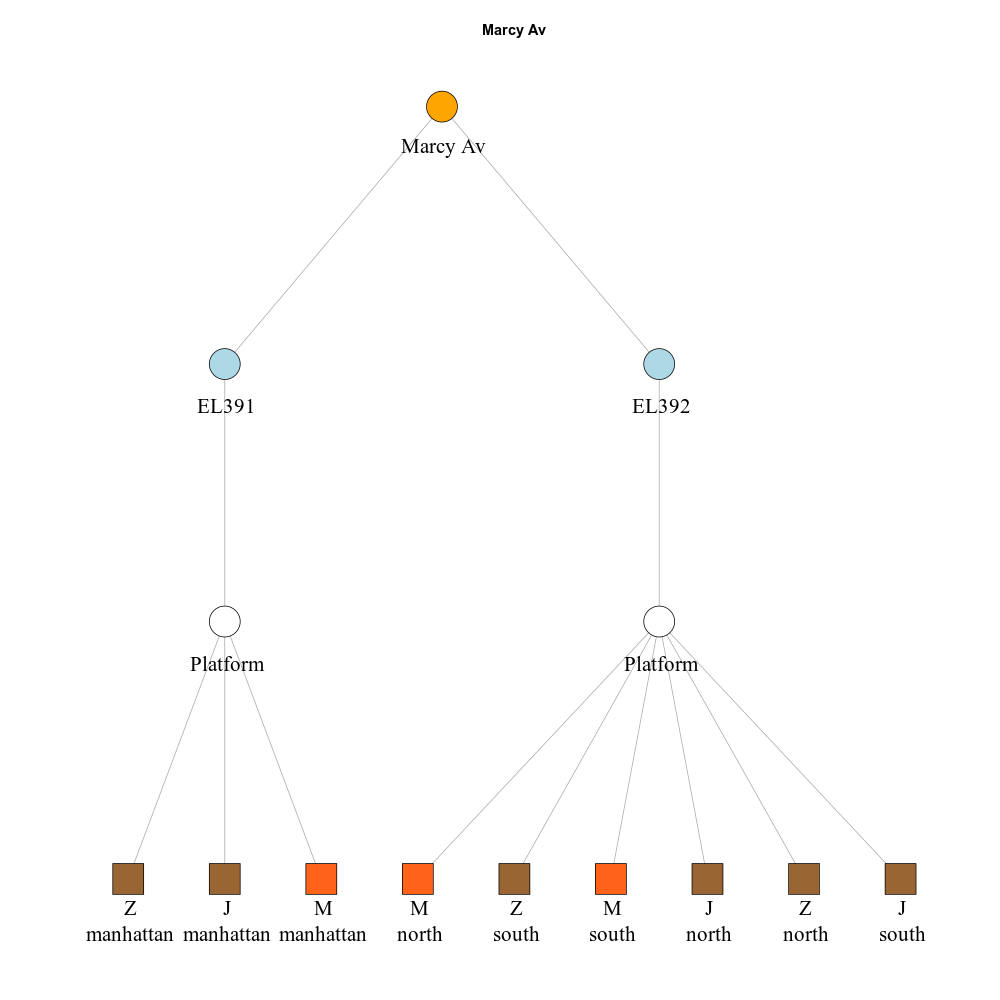 Marcy Av
Marcy Av
EL391
EL392
Platform
Platform
Z
manhattan
J
manhattan
M
manhattan
M
north
Z
south
M
south
J
north
Z
north
J
south